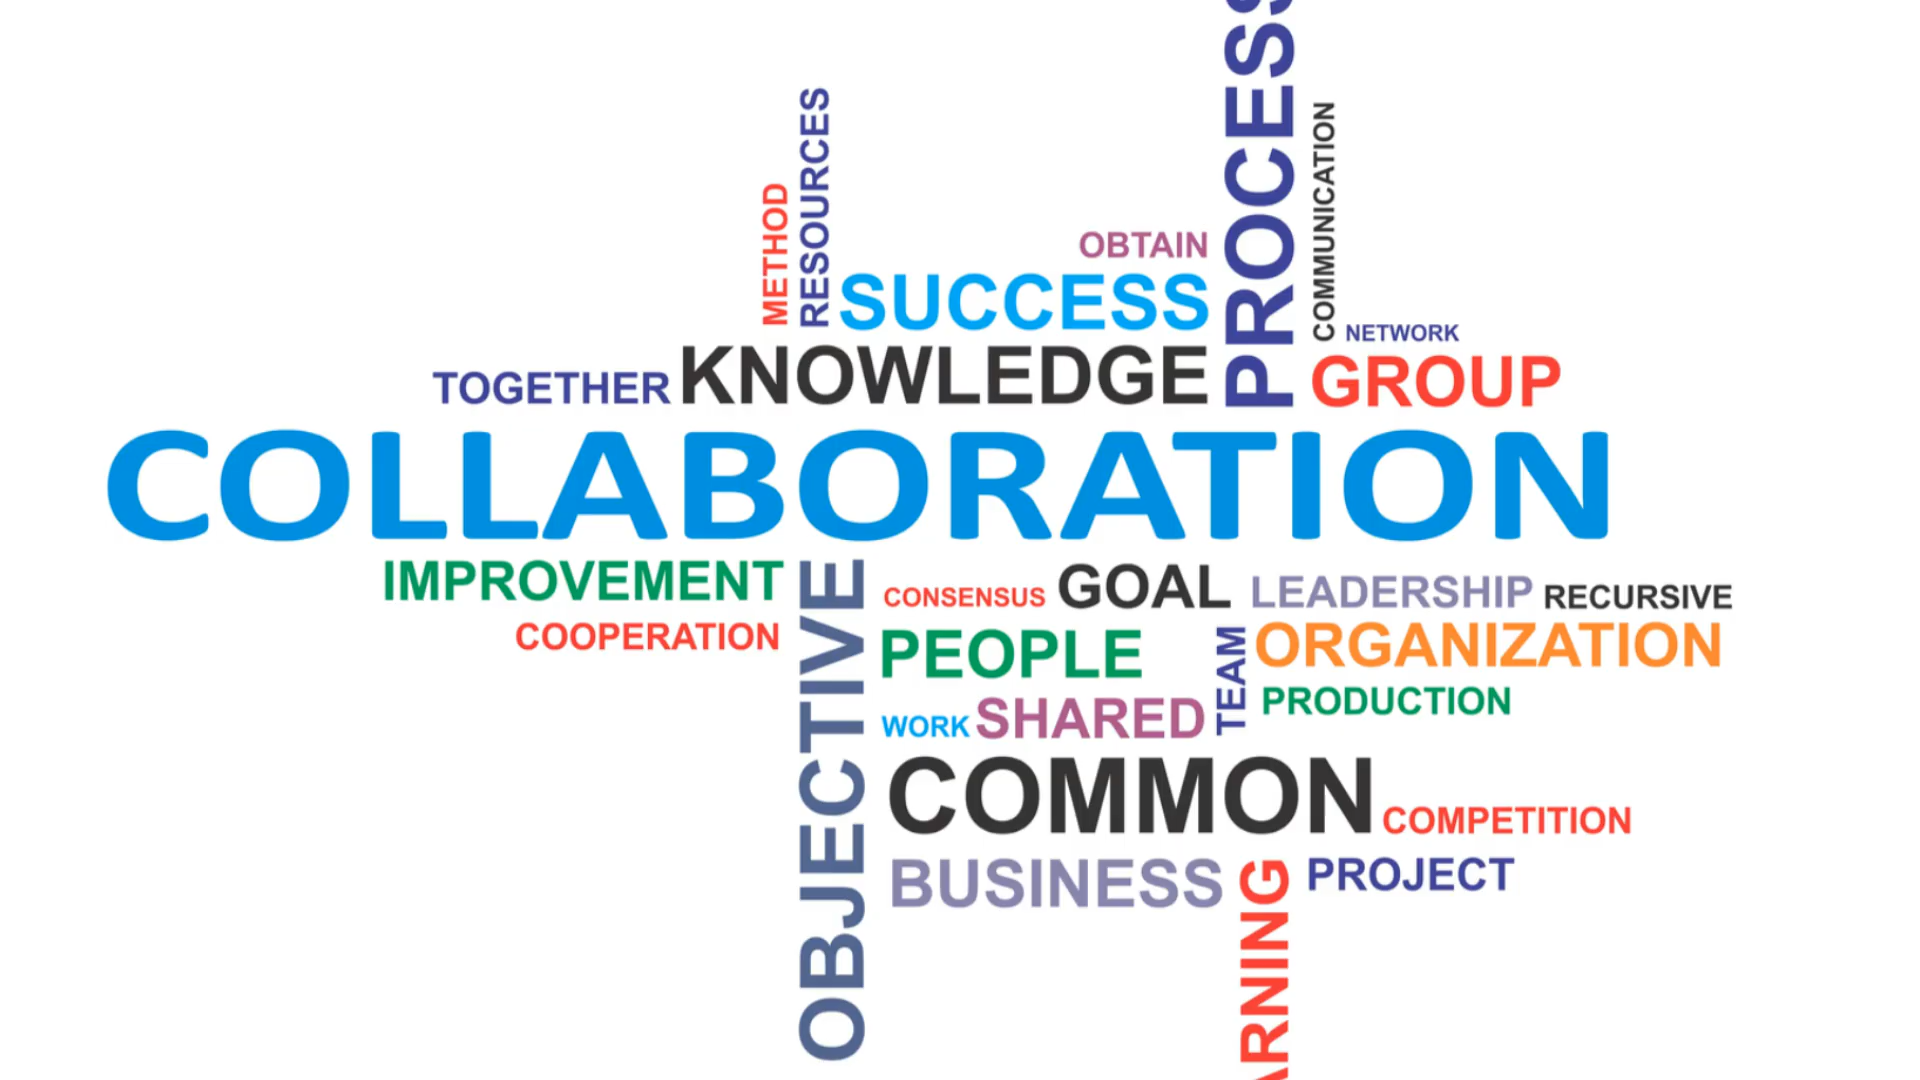 PROCESS
RESOURCES
COMMUNICATION
METHOD
OBTAIN
SUCCESS
NETWORK
TOGETHER
KNOWLEDGE
GROUP
COLLABORATION
IMPROVEMENT
OBJECTIVE
CONSENSUS
GOAL
LEADERSHIP
RECURSIVE
COOPERATION
PEOPLE
TEAM
ORGANIZATION
WORK
SHARED
PRODUCTION
COMMON
COMPETITION
BUSINESS
ARNING
PROJECT